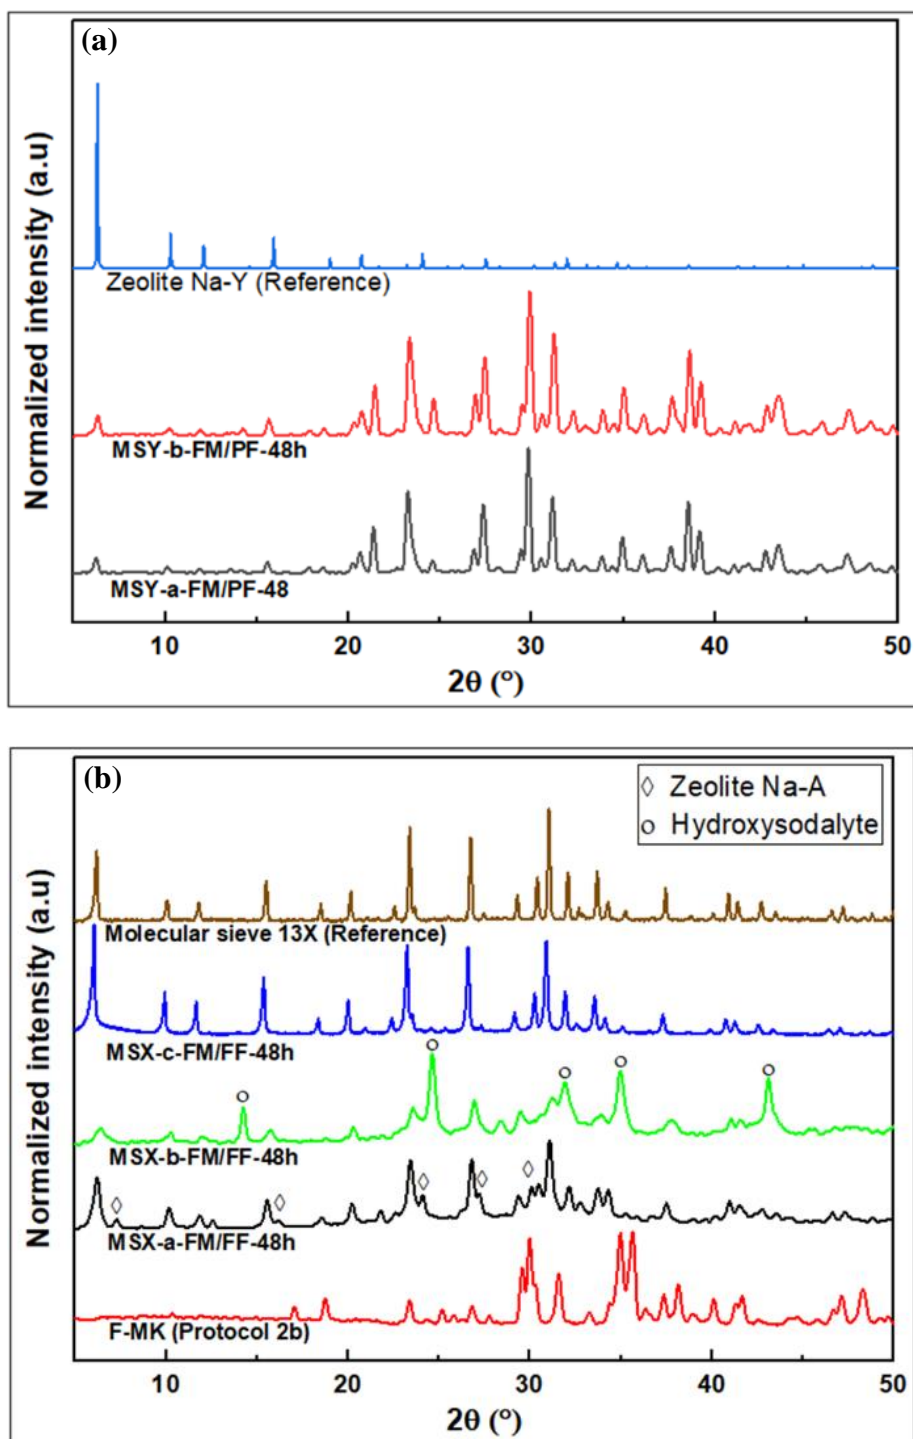 (a)
Normalized intensity (a.u)
Zeolite Na-Y (Reference)
MSY-b-FM/PF-48h
MSY-a-FM/PF-48
10 20 30 40 50
2θ (°)
(b)
◊ Zeolite Na-A
o Hydroxysodalyte
Normalized intensity (a.u)
Molecular sieve 13X (Reference)
MSX-c-FM/FF-48h
MSX-b-FM/FF-48h
MSX-a-FM/FF-48h
F-MK (Protocol 2b)
10 20 30 40 50
2θ (°)